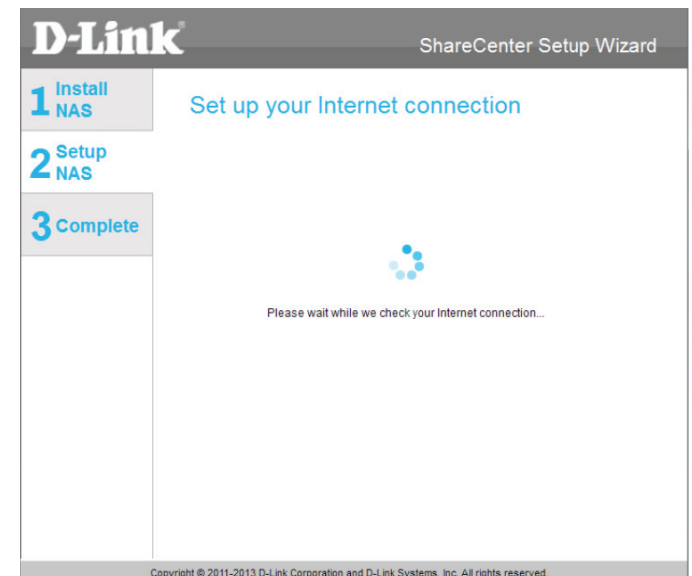 D-Link
ShareCenter Setup Wizard
1 Install NAS
Set up your Internet connection
2 Setup NAS
3 Complete
Please wait while we check your Internet connection...
Copyright © 2011-2013 D-Link Corporation and D-Link Systems, Inc. All rights reserved.